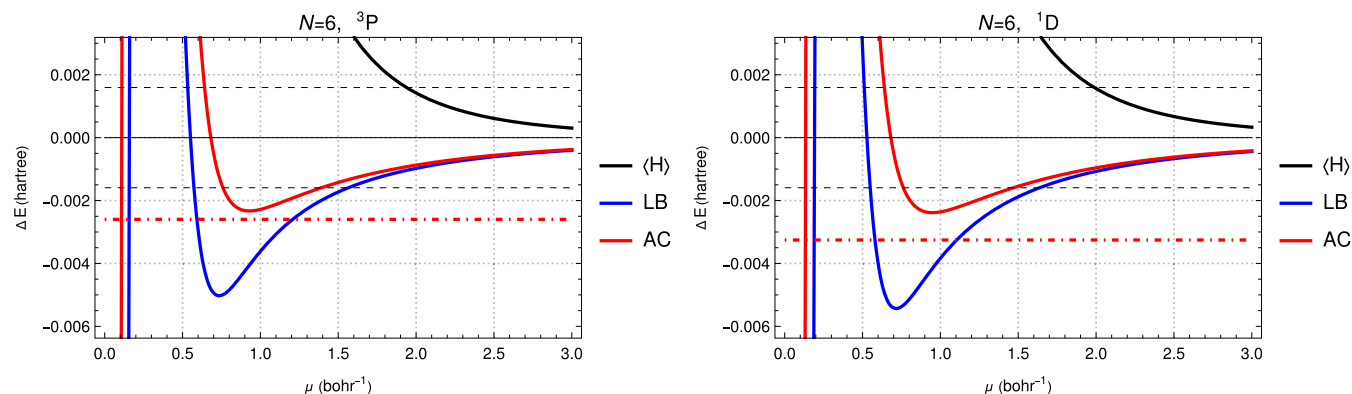 N=6, ³P
0.002
0.000
−0.002
−0.004
−0.006
Δ E (hartree)
0.0 0.5 1.0 1.5 2.0 2.5 3.0
μ (bohr⁻¹)
⟨H⟩
LB
AC
N=6, ¹D
0.002
0.000
−0.002
−0.004
−0.006
Δ E (hartree)
0.0 0.5 1.0 1.5 2.0 2.5 3.0
μ (bohr⁻¹)
⟨H⟩
LB
AC